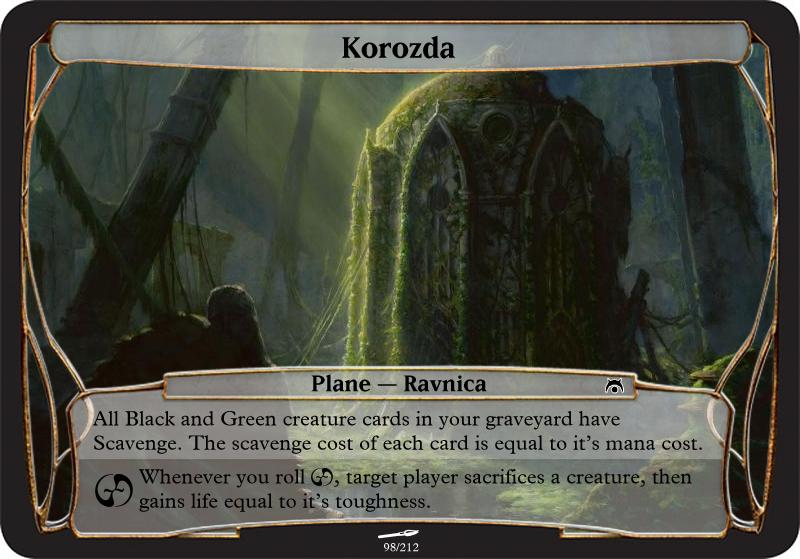 Korozda
Plane — Ravnica
All Black and Green creature cards in your graveyard have
Scavenge. The scavenge cost of each card is equal to it's mana cost.
Whenever you roll , target player sacrifices a creature, then
gains life equal to it's toughness.
98/212